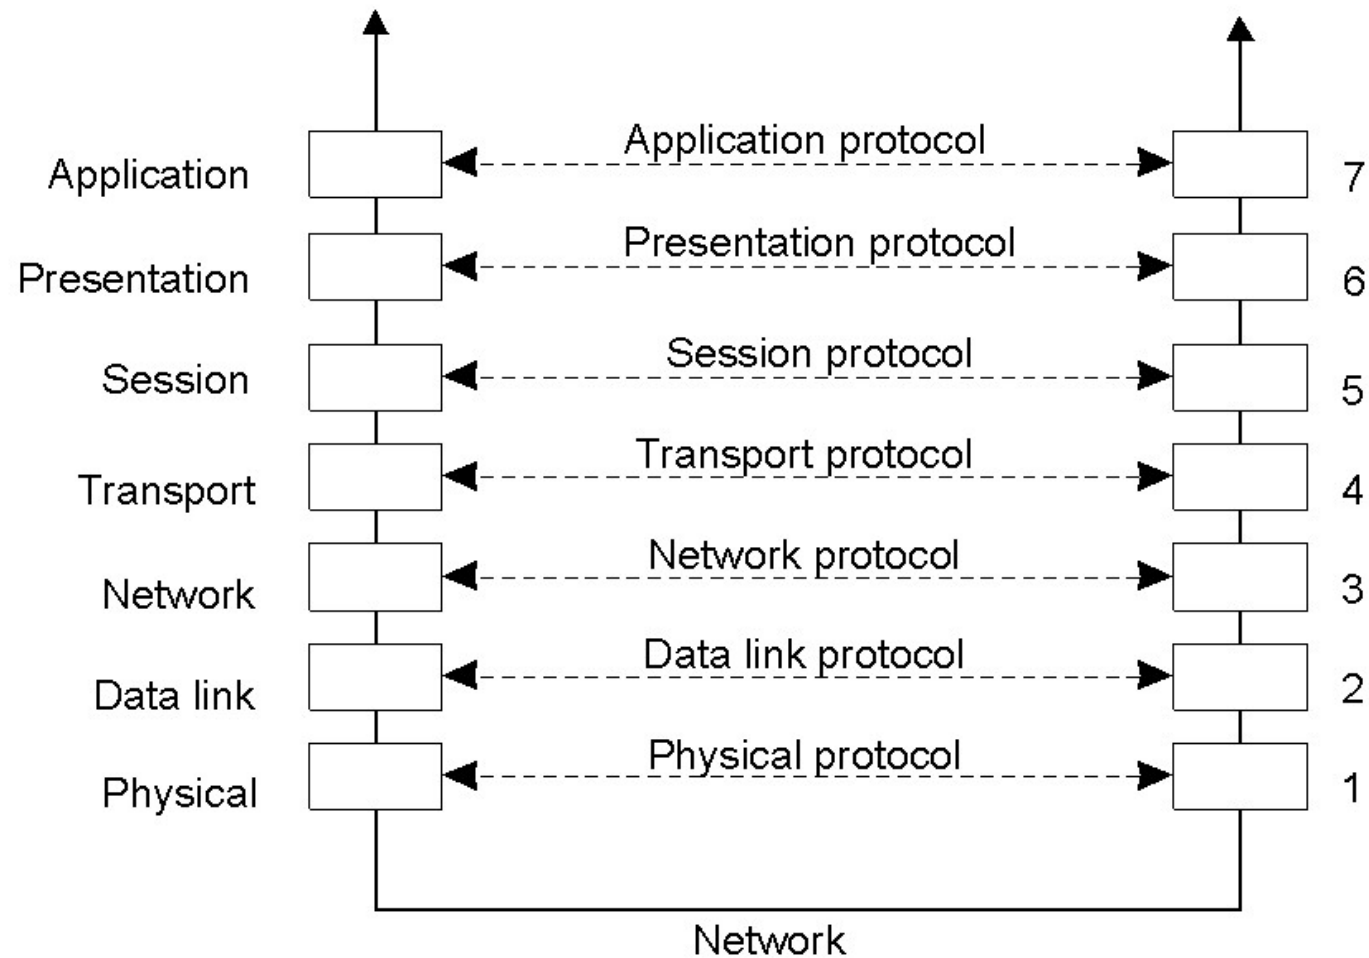 Application protocol
Application 7
Presentation protocol
Presentation 6
Session protocol
Session 5
Transport protocol
Transport 4
Network protocol
Network 3
Data link protocol
Data link 2
Physical protocol
Physical 1
Network